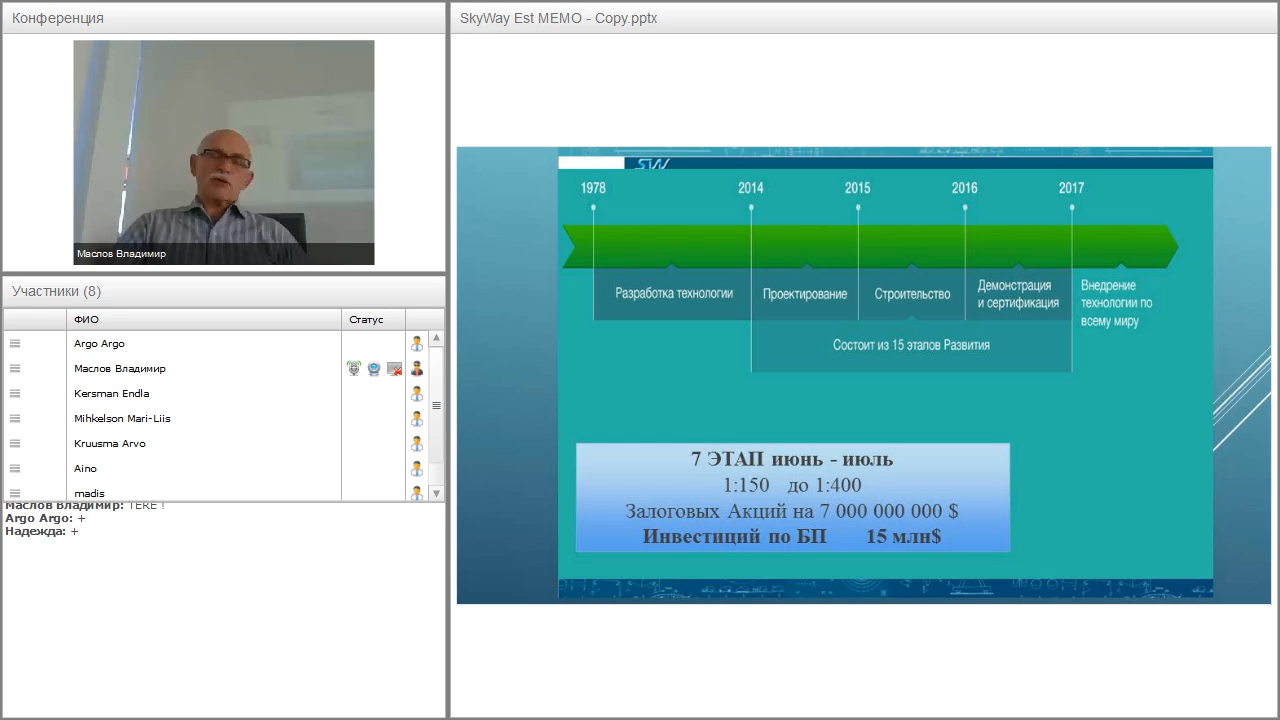 Конференция
Маслов Владимир
Участники (8)
ФИО
Статус
Argo Argo
Маслов Владимир
Kersman Endla
Mihkelson Mari-Liis
Kruusma Arvo
Aino
madis
Маслов Владимир: TERE !
Argo Argo: +
Надежда: +
SkyWay Est MEMO - Copy.pptx
SW
1978
2014
2015
2016
2017
Разработка технологии
Проектирование
Строительство
Демонстрация
и сертификация
Внедрение
технологии по
всему миру
Состоит из 15 этапов Развития
7 ЭТАП июнь - июль
1:150 до 1:400
Залоговых Акций на 7 000 000 000 $
Инвестиций по БП 15 млн$